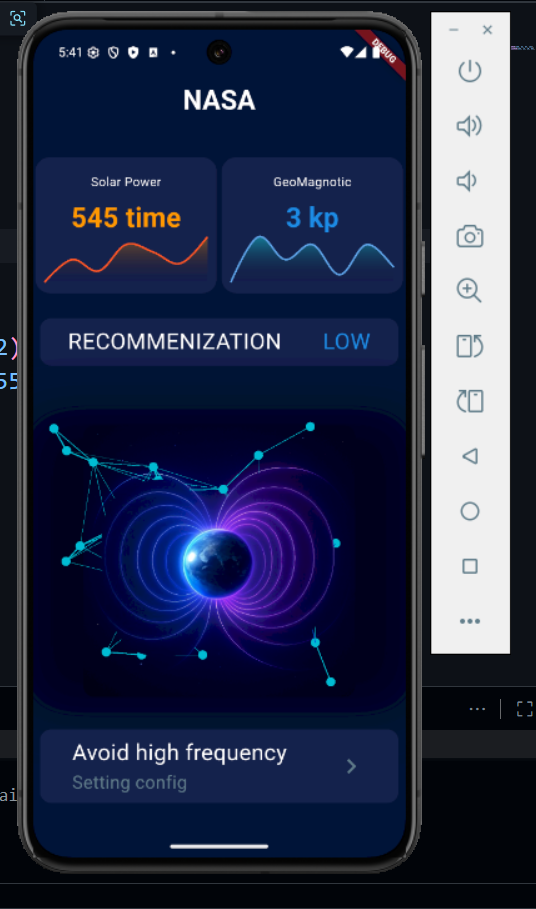 5:41
DEBUG
NASA
Solar Power
GeoMagnotic
545 time
3 kp
RECOMMENIZATION LOW
2)
55
Avoid high frequency
Setting config
ai